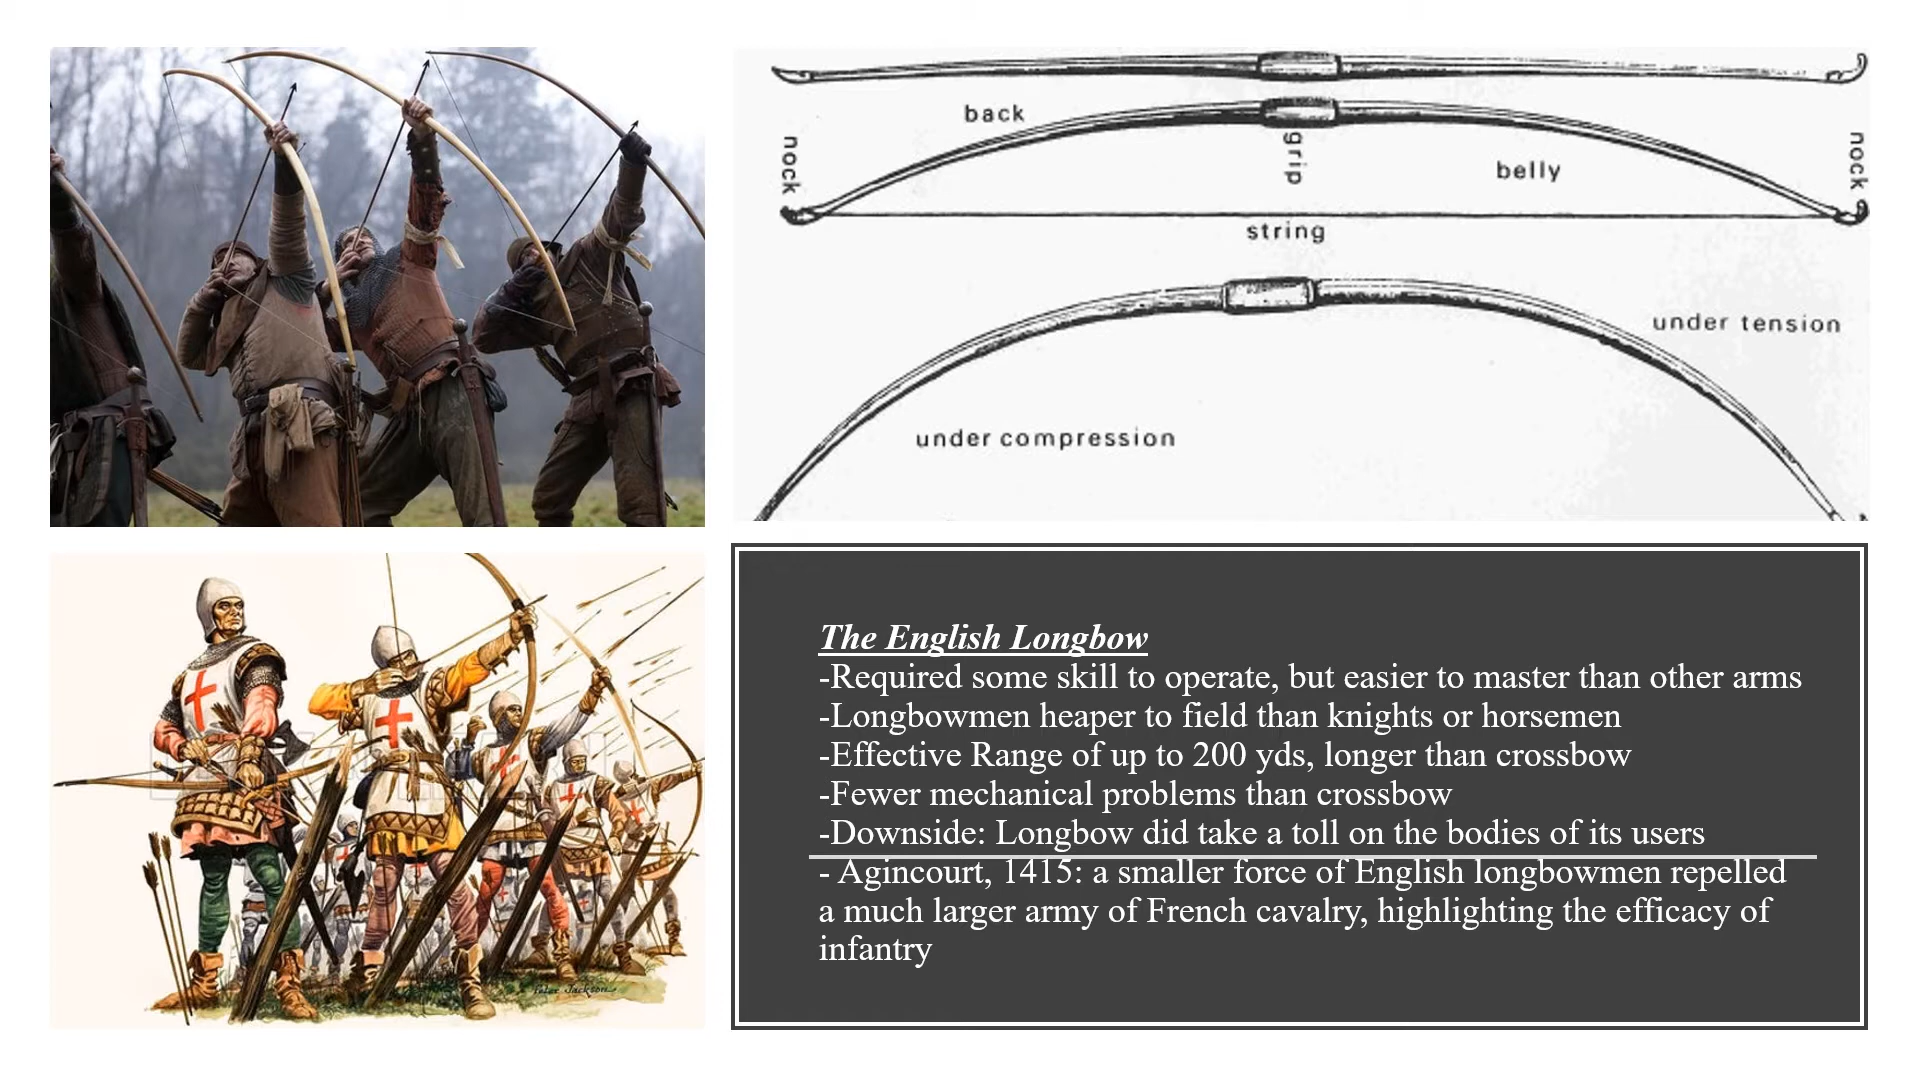 back
nock
grip
belly
nock
string
under tension
under compression
The English Longbow
-Required some skill to operate, but easier to master than other arms
-Longbowmen heaper to field than knights or horsemen
-Effective Range of up to 200 yds, longer than crossbow
-Fewer mechanical problems than crossbow
-Downside: Longbow did take a toll on the bodies of its users
- Agincourt, 1415: a smaller force of English longbowmen repelled
a much larger army of French cavalry, highlighting the efficacy of
infantry
Peter Jackson